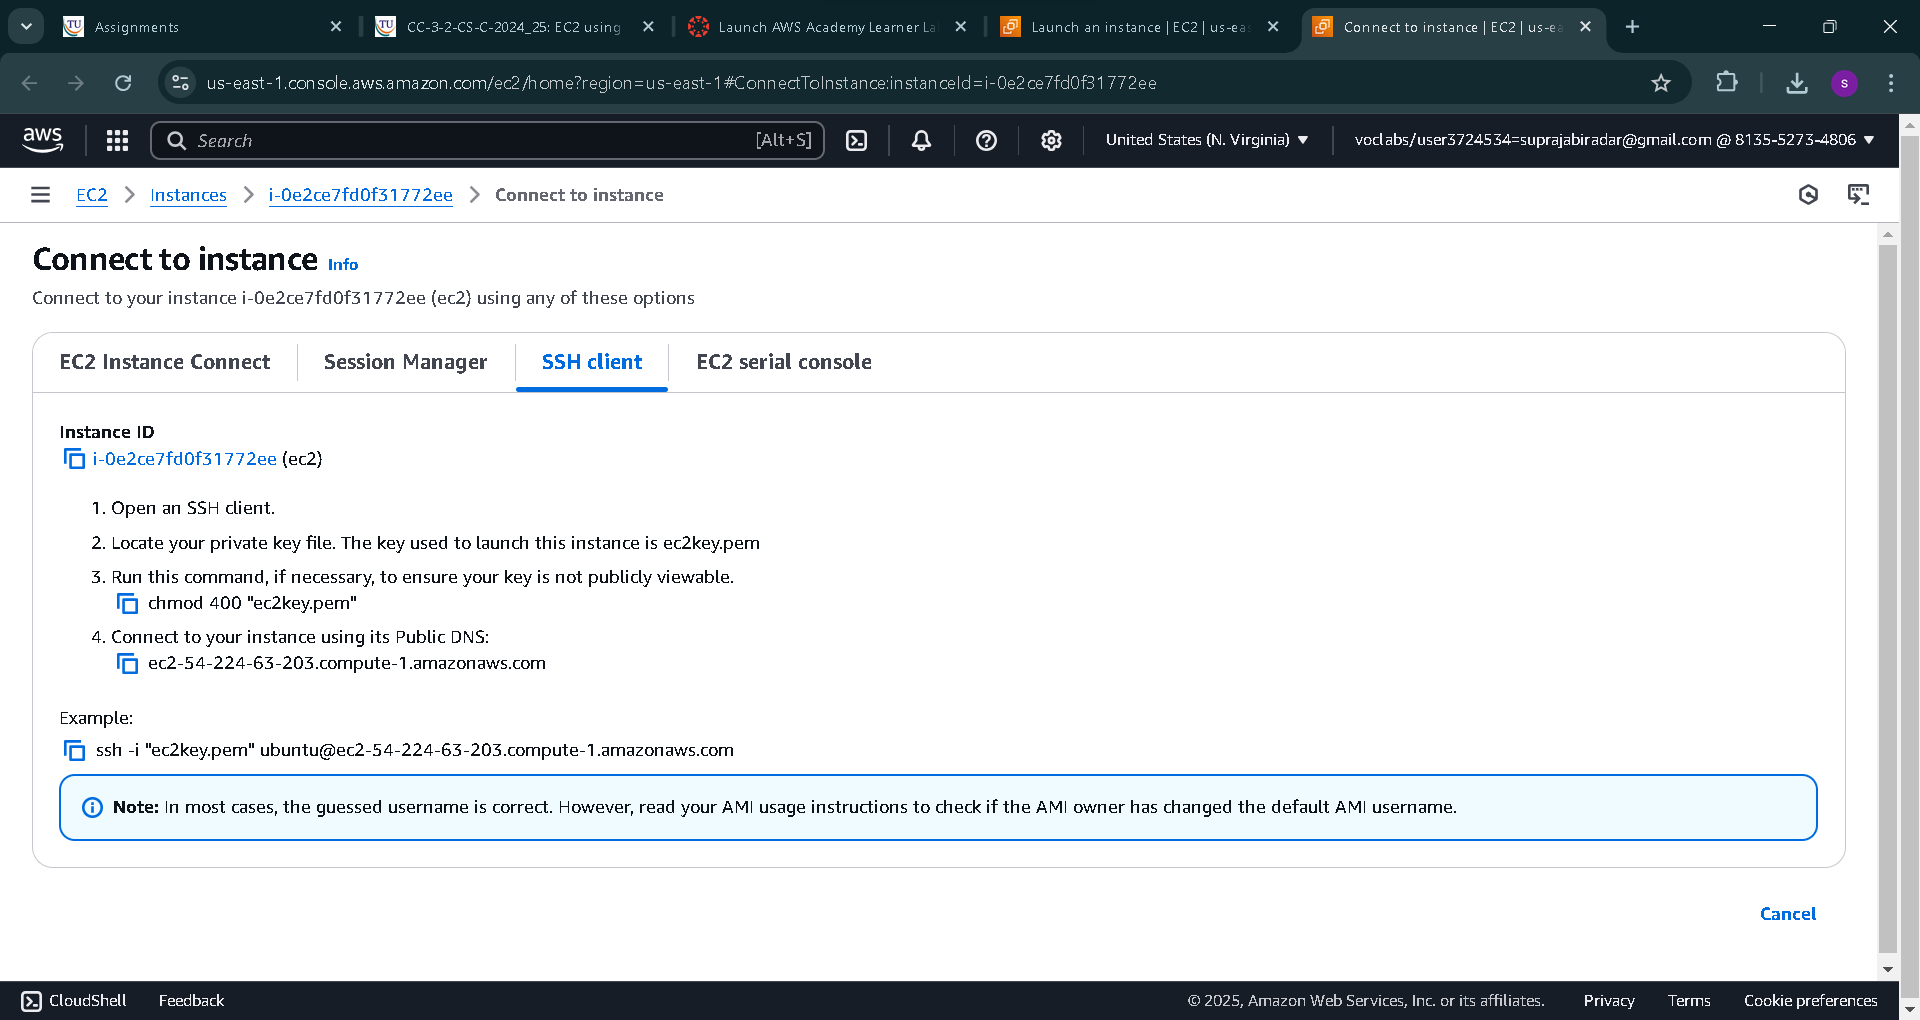 Assignments
CC-3-2-CS-C-2024_25: EC2 using
Launch AWS Academy Learner La
Launch an instance | EC2 | us-ea
Connect to instance | EC2 | us-ea
us-east-1.console.aws.amazon.com/ec2/home?region=us-east-1#ConnectToInstance:instanceId=i-0e2ce7fd0f31772ee
S
aws
Search
[Alt+S]
United States (N. Virginia)
voclabs/user3724534=suprajabiradar@gmail.com @ 8135-5273-4806
EC2 > Instances > i-0e2ce7fd0f31772ee > Connect to instance
Connect to instance Info
Connect to your instance i-0e2ce7fd0f31772ee (ec2) using any of these options
EC2 Instance Connect
Session Manager
SSH client
EC2 serial console
Instance ID
i-0e2ce7fd0f31772ee (ec2)
1. Open an SSH client.
2. Locate your private key file. The key used to launch this instance is ec2key.pem
3. Run this command, if necessary, to ensure your key is not publicly viewable.
chmod 400 "ec2key.pem"
4. Connect to your instance using its Public DNS:
ec2-54-224-63-203.compute-1.amazonaws.com
Example:
ssh -i "ec2key.pem" ubuntu@ec2-54-224-63-203.compute-1.amazonaws.com
Note: In most cases, the guessed username is correct. However, read your AMI usage instructions to check if the AMI owner has changed the default AMI username.
Cancel
CloudShell
Feedback
© 2025, Amazon Web Services, Inc. or its affiliates.
Privacy
Terms
Cookie preferences